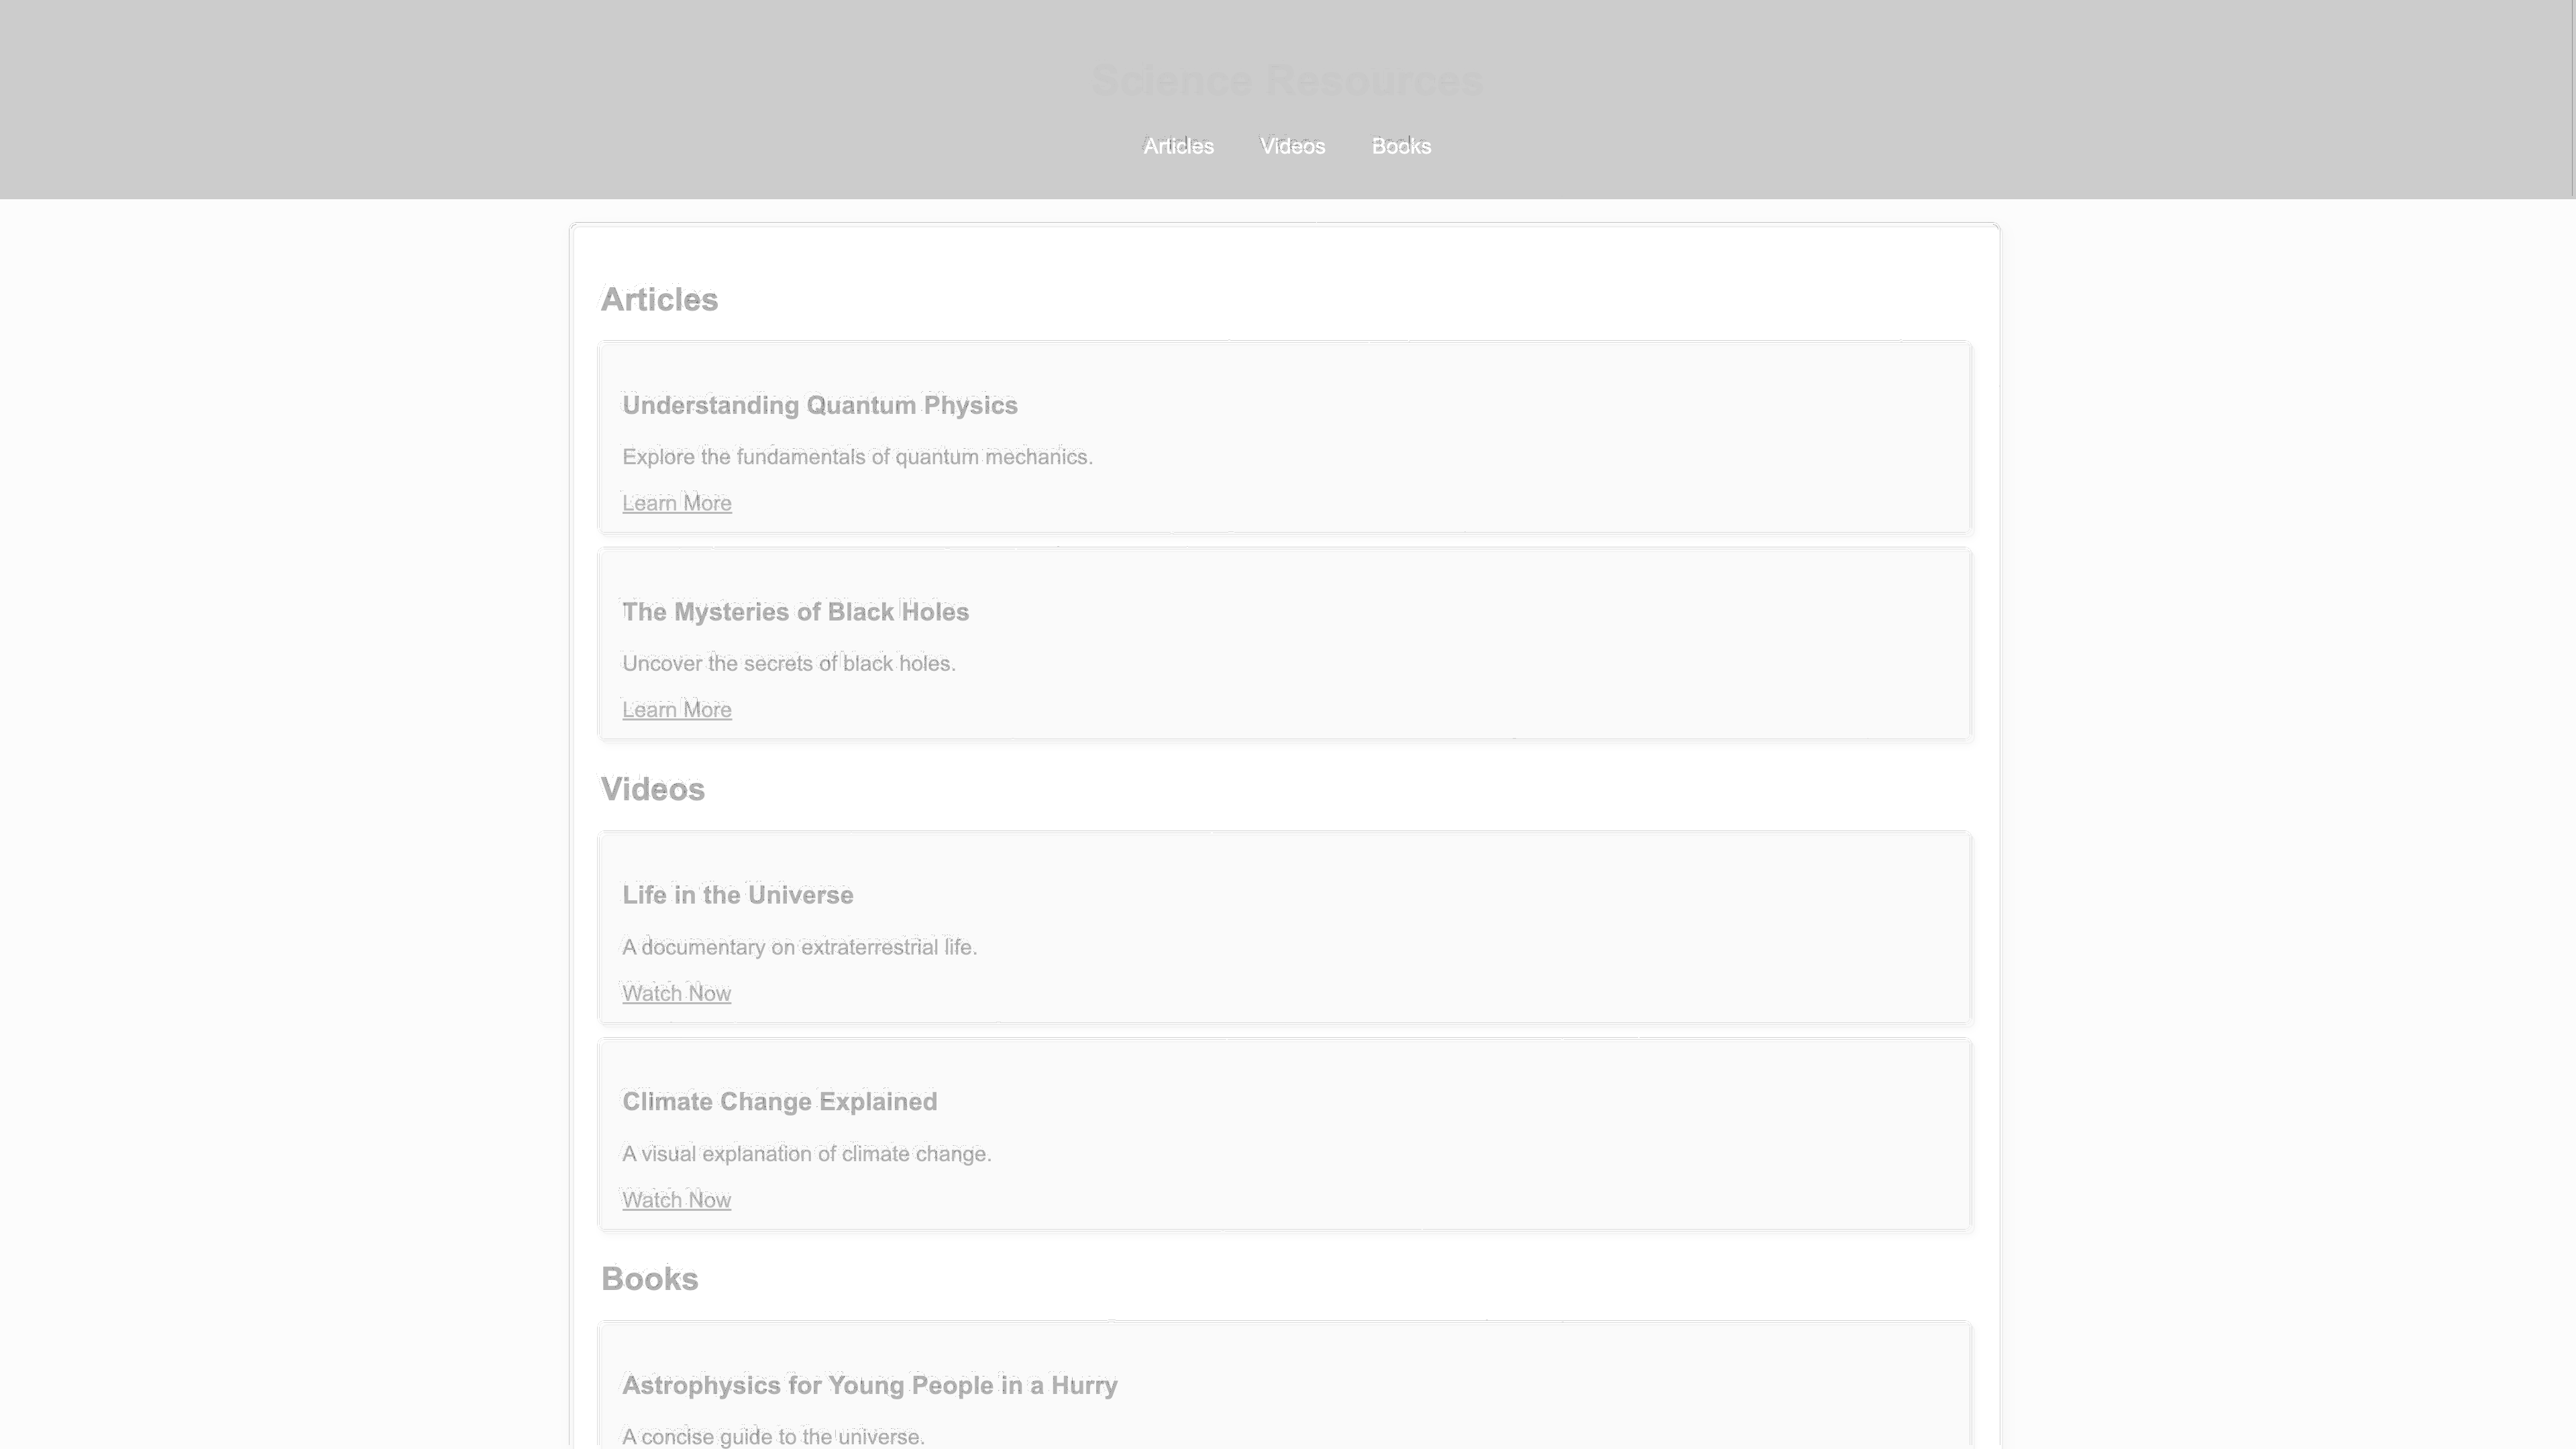 Science Resources
Articles Videos Books
Articles
Understanding Quantum Physics
Explore the fundamentals of quantum mechanics.
Learn More
The Mysteries of Black Holes
Uncover the secrets of black holes.
Learn More
Videos
Life in the Universe
A documentary on extraterrestrial life.
Watch Now
Climate Change Explained
A visual explanation of climate change.
Watch Now
Books
Astrophysics for Young People in a Hurry
A concise guide to the universe.